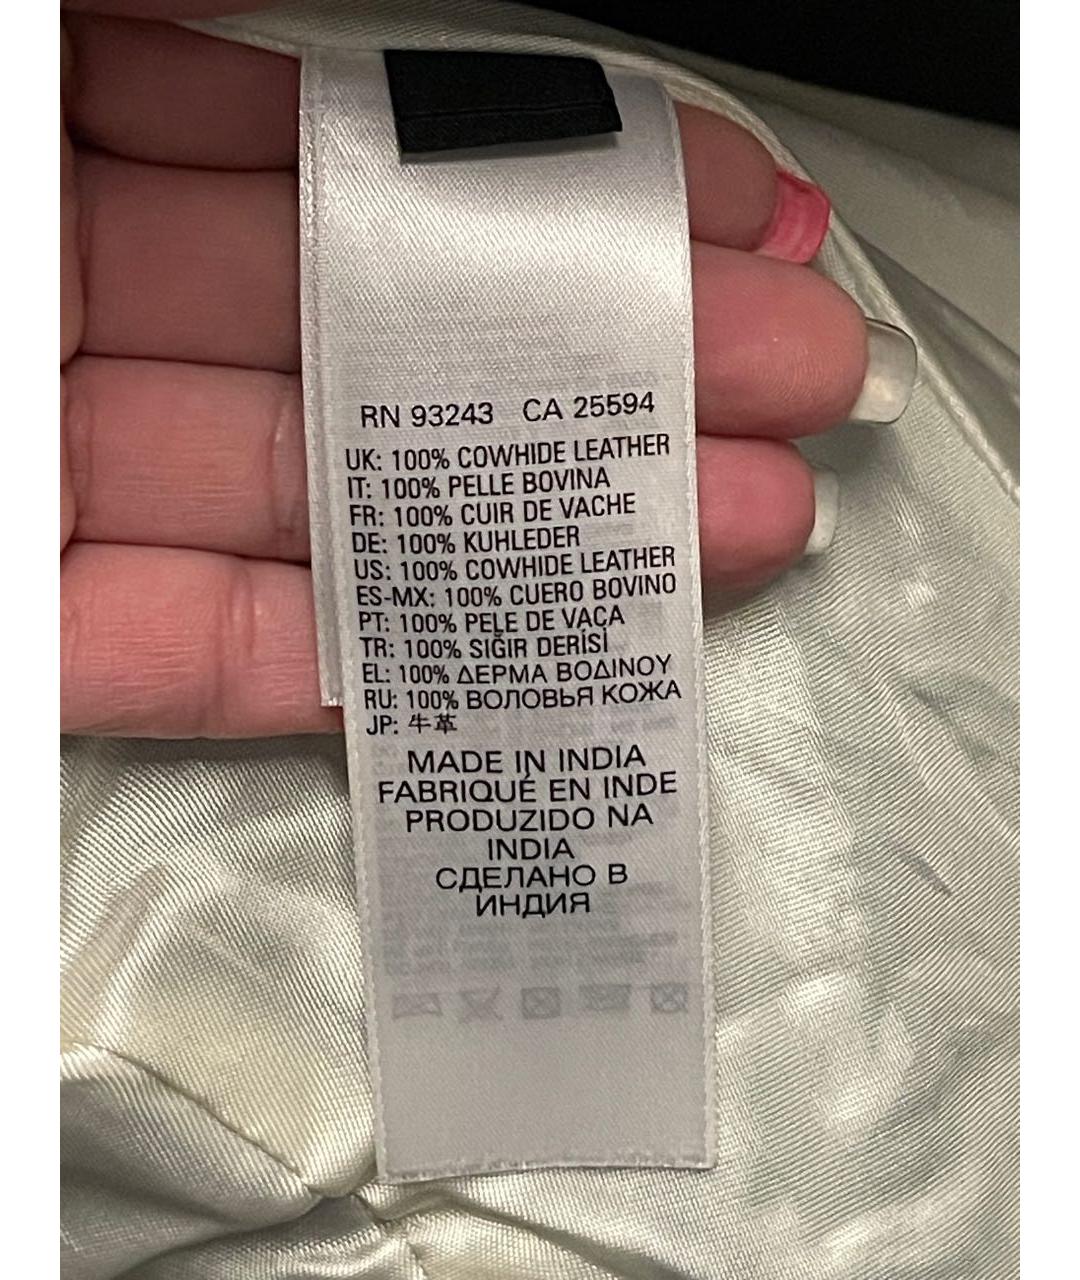 RN 93243 CA 25594
UK: 100% COWHIDE LEATHER
IT: 100% PELLE BOVINA
FR: 100% CUIR DE VACHE
DE: 100% KUHLEDER
US: 100% COWHIDE LEATHER
ES-MX: 100% CUERO BOVINO
PT: 100% PELE DE VACA
TR: 100% SIĞIR DERİSİ
EL: 100% ΔΕΡΜΑ ΒΟΔΙΝΟΥ
RU: 100% ВОЛОВЬЯ КОЖА
JP: 牛革
MADE IN INDIA
FABRIQUÉ EN INDE
PRODUZIDO NA
INDIA
СДЕЛАНО В
ИНДИЯ